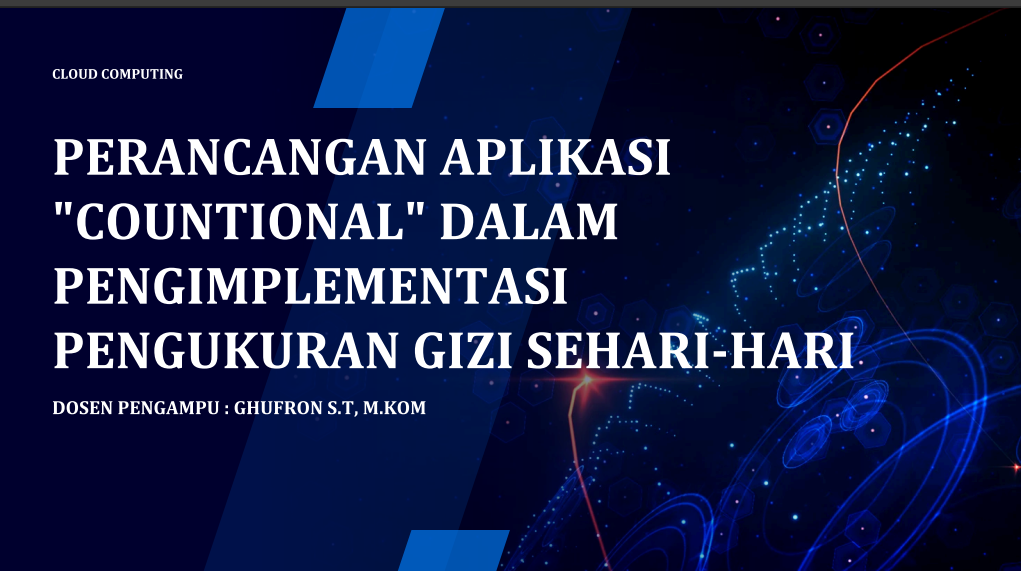 CLOUD COMPUTING
PERANCANGAN APLIKASI
"COUNTIONAL" DALAM
PENGIMPLEMENTASI
PENGUKURAN GIZI SEHARI-HARI
DOSEN PENGAMPU : GHUFRON S.T, M.KOM